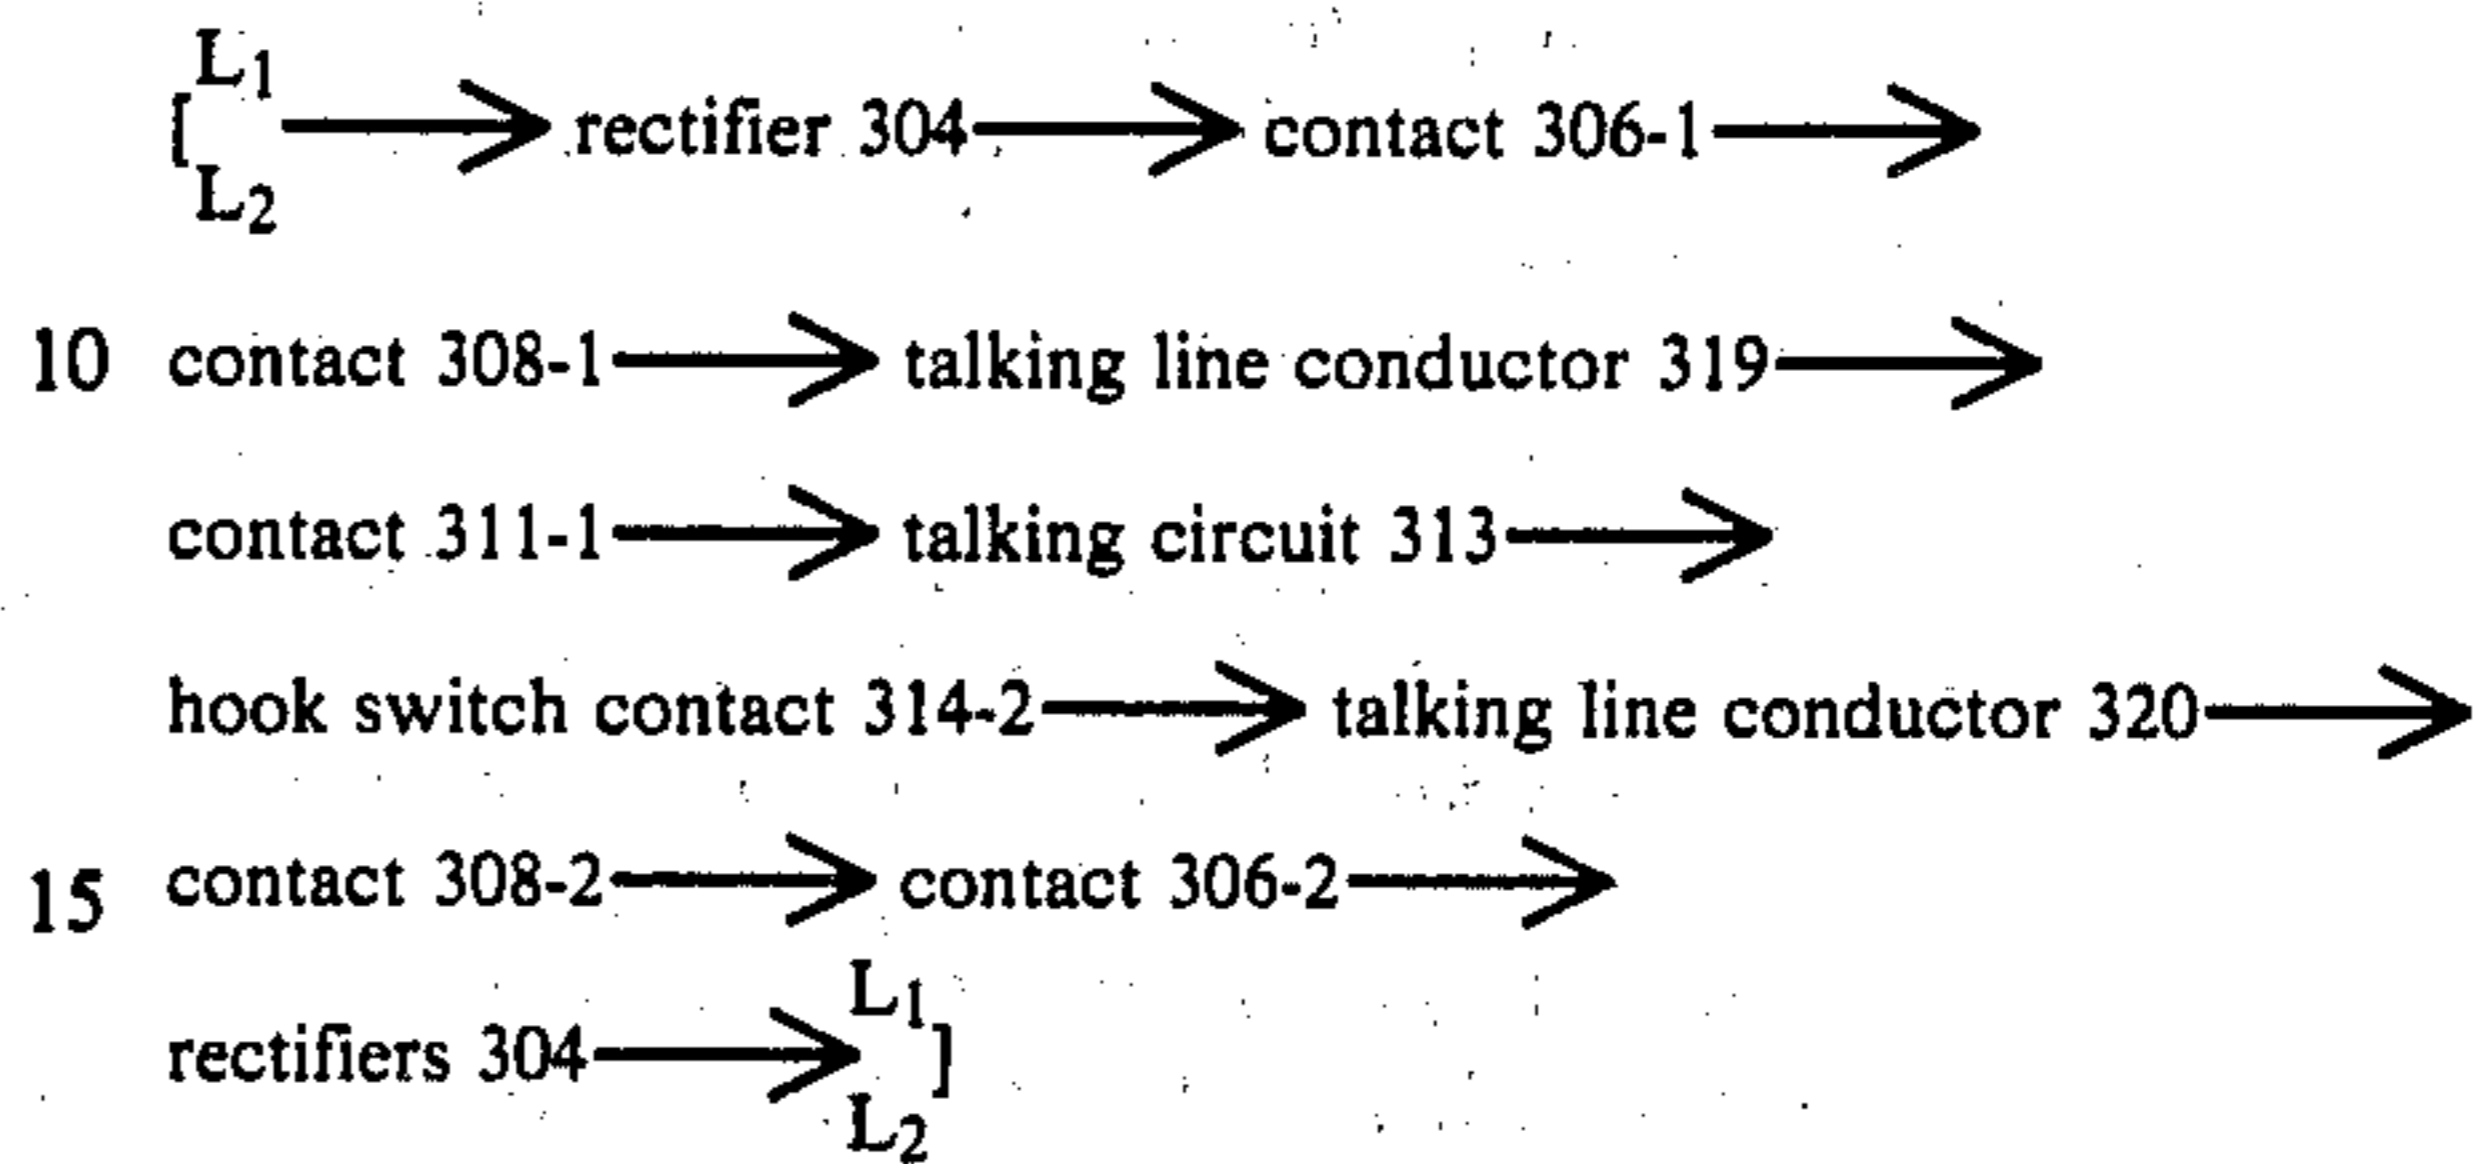 L1
[ ⟶ rectifier 304 ⟶ contact 306-1 ⟶
L2
10 contact 308-1 ⟶ talking line conductor 319 ⟶
contact 311-1 ⟶ talking circuit 313 ⟶
hook switch contact 314-2 ⟶ talking line conductor 320 ⟶
15 contact 308-2 ⟶ contact 306-2 ⟶
L1
rectifiers 304 ⟶ ]
L2